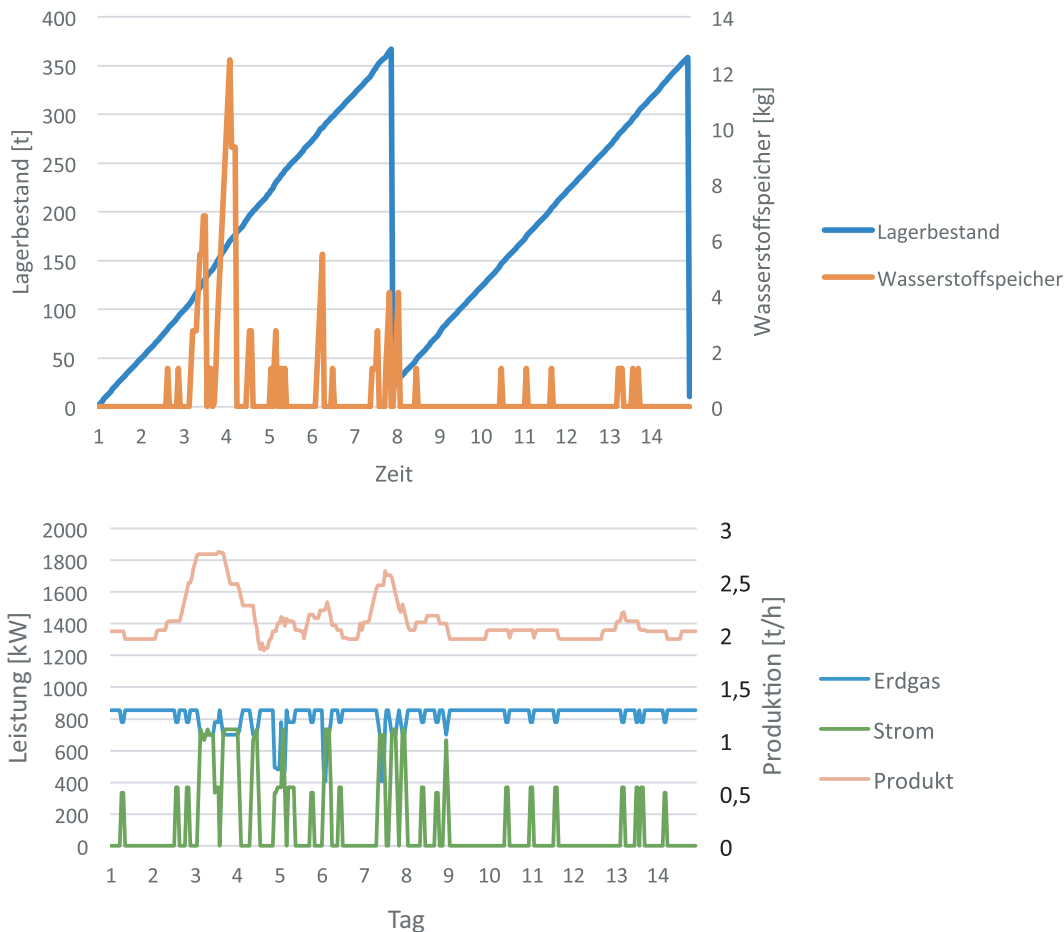 400
350
300
250
200
150
100
50
0
Lagerbestand [t]
14
12
10
8
6
4
2
0
Wasserstoffspeicher [kg]
1 2 3 4 5 6 7 8 9 10 11 12 13 14
Zeit
Lagerbestand
Wasserstoffspeicher
2000
1800
1600
1400
1200
1000
800
600
400
200
0
Leistung [kW]
3
2,5
2
1,5
1
0,5
0
Produktion [t/h]
1 2 3 4 5 6 7 8 9 10 11 12 13 14
Tag
Erdgas
Strom
Produkt